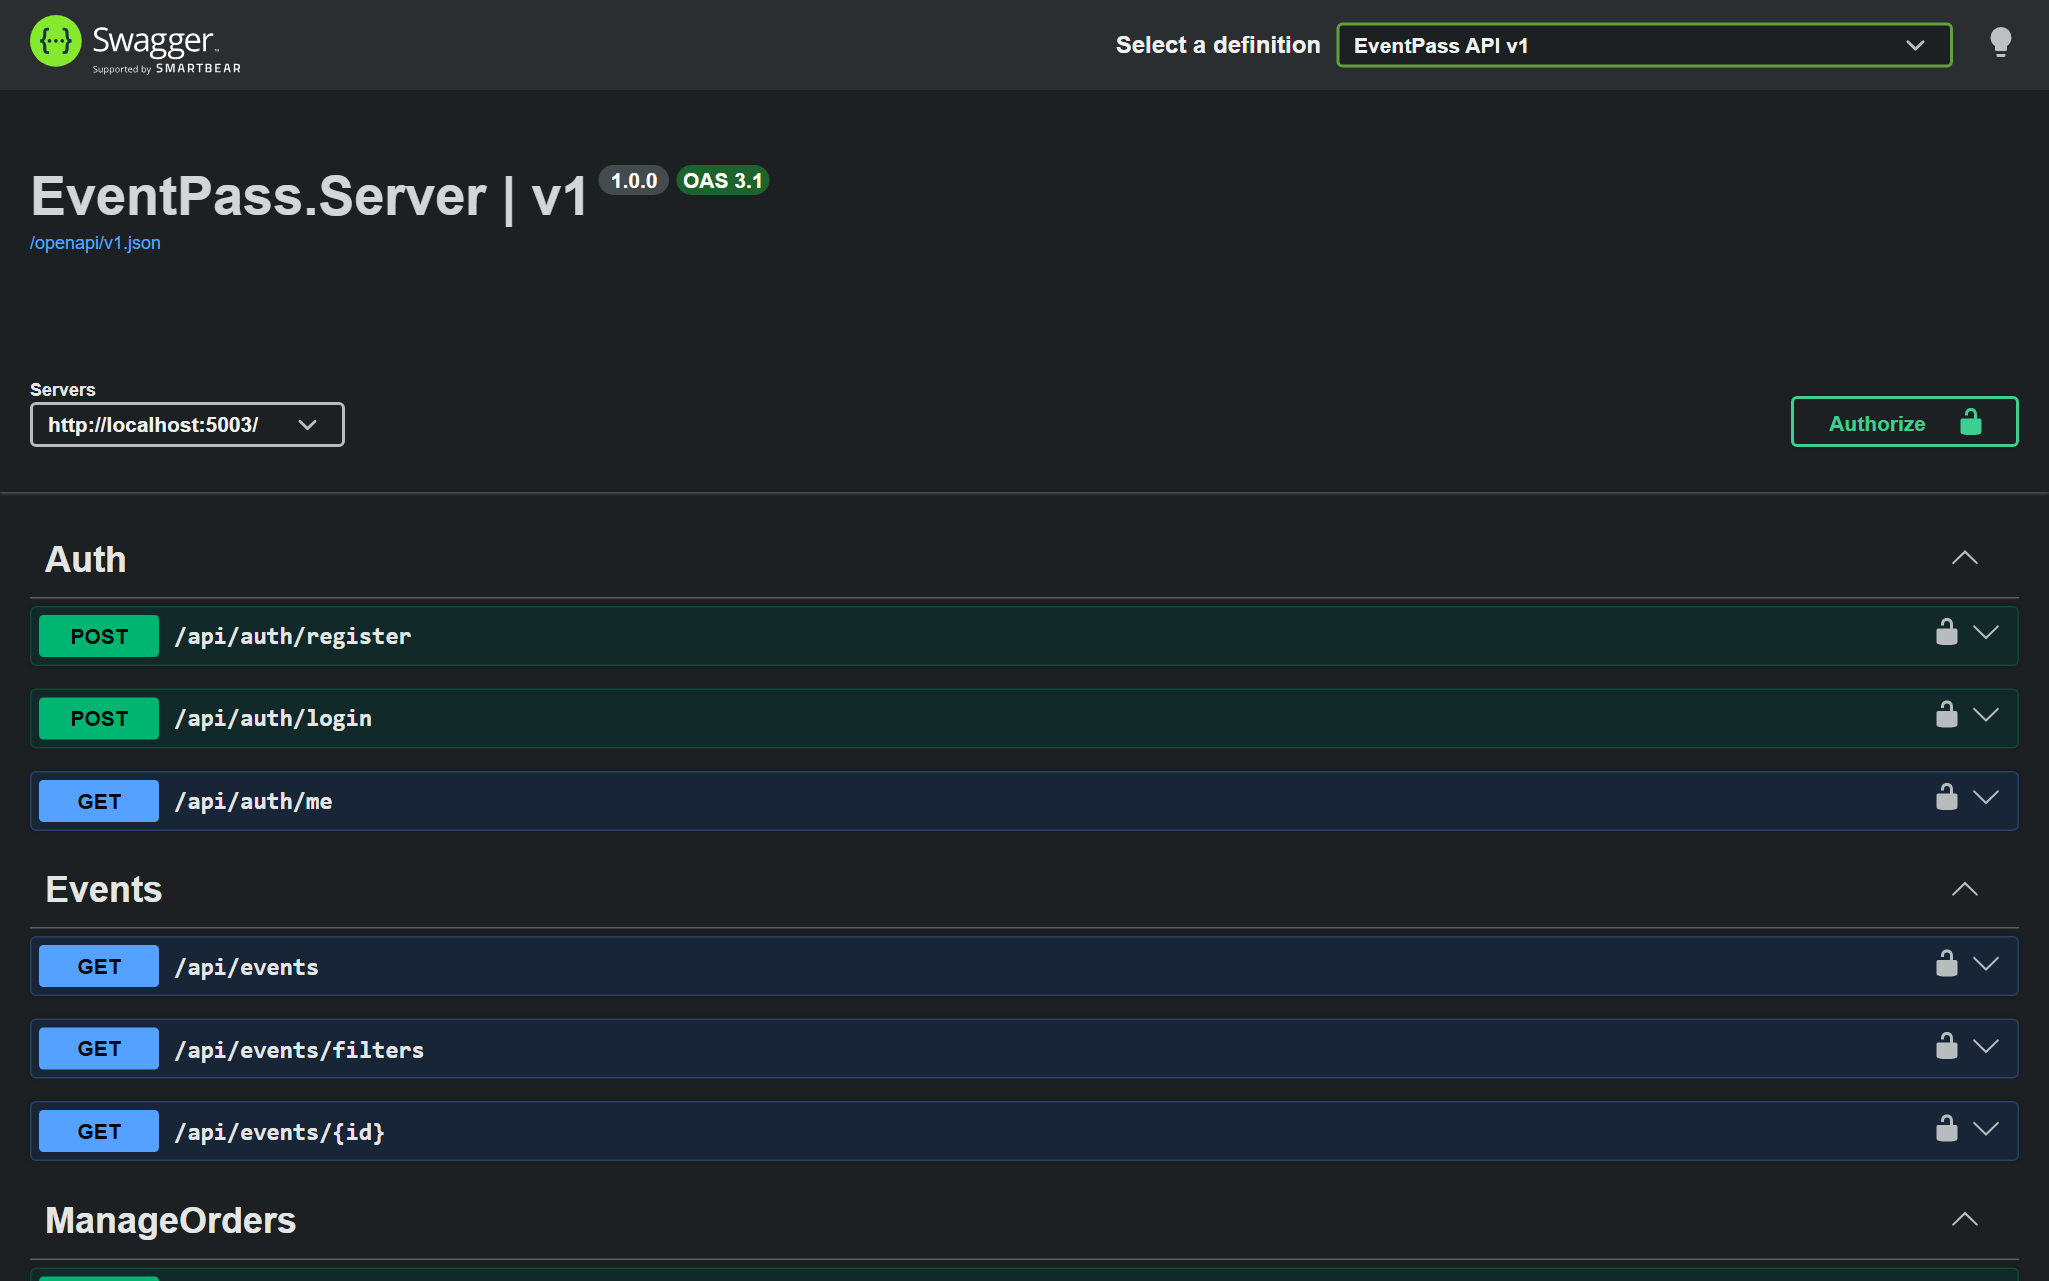 {...} Swagger
Supported by SMARTBEAR
Select a definition
EventPass API v1
EventPass.Server | v1 1.0.0 OAS 3.1
/openapi/v1.json
Servers
http://localhost:5003/
Authorize
Auth
POST /api/auth/register
POST /api/auth/login
GET /api/auth/me
Events
GET /api/events
GET /api/events/filters
GET /api/events/{id}
ManageOrders